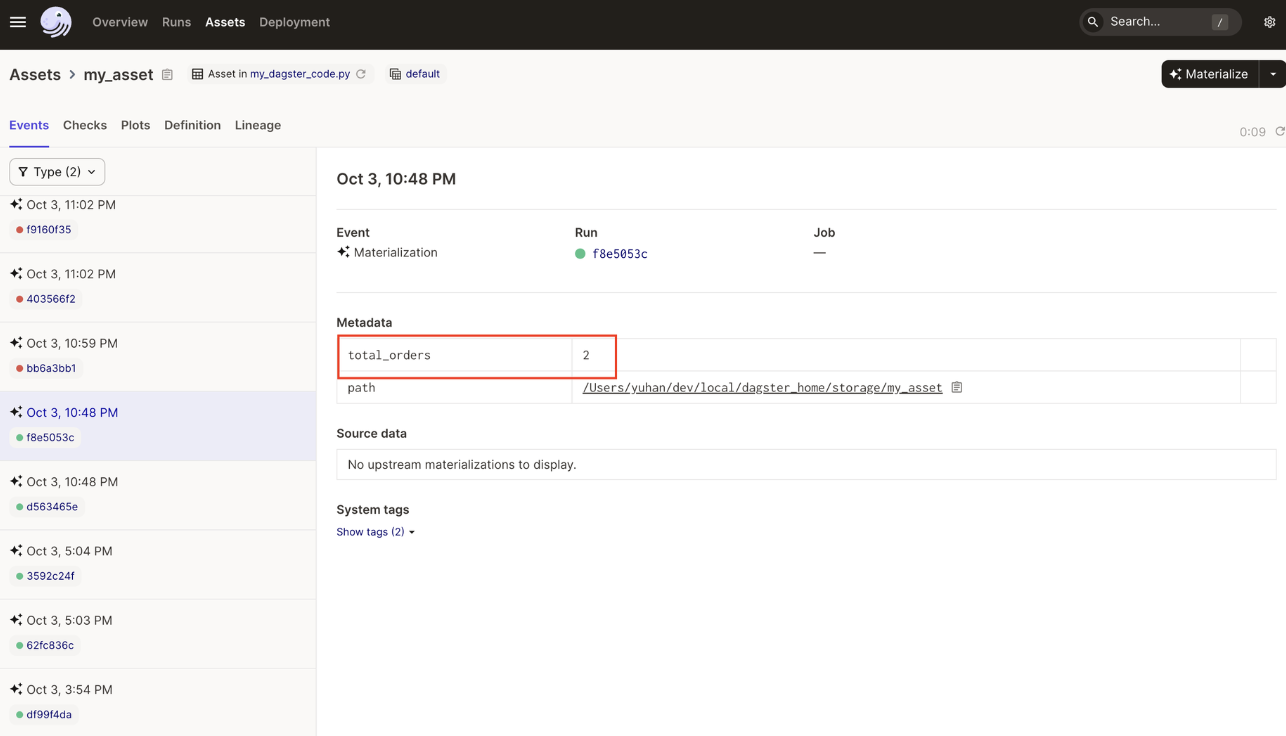 Overview Runs Assets Deployment Search... /
Assets > my_asset Asset in my_dagster_code.py default Materialize
Events Checks Plots Definition Lineage
0:09
Type (2)
Oct 3, 11:02 PM
f9160f35
Oct 3, 11:02 PM
403566f2
Oct 3, 10:59 PM
bb6a3bb1
Oct 3, 10:48 PM
f8e5053c
Oct 3, 10:48 PM
d563465e
Oct 3, 5:04 PM
3592c24f
Oct 3, 5:03 PM
62fc836c
Oct 3, 3:54 PM
df99f4da
Oct 3, 10:48 PM
Event Run Job
Materialization f8e5053c —
Metadata
total_orders 2
path /Users/yuhan/dev/local/dagster_home/storage/my_asset
Source data
No upstream materializations to display.
System tags
Show tags (2)